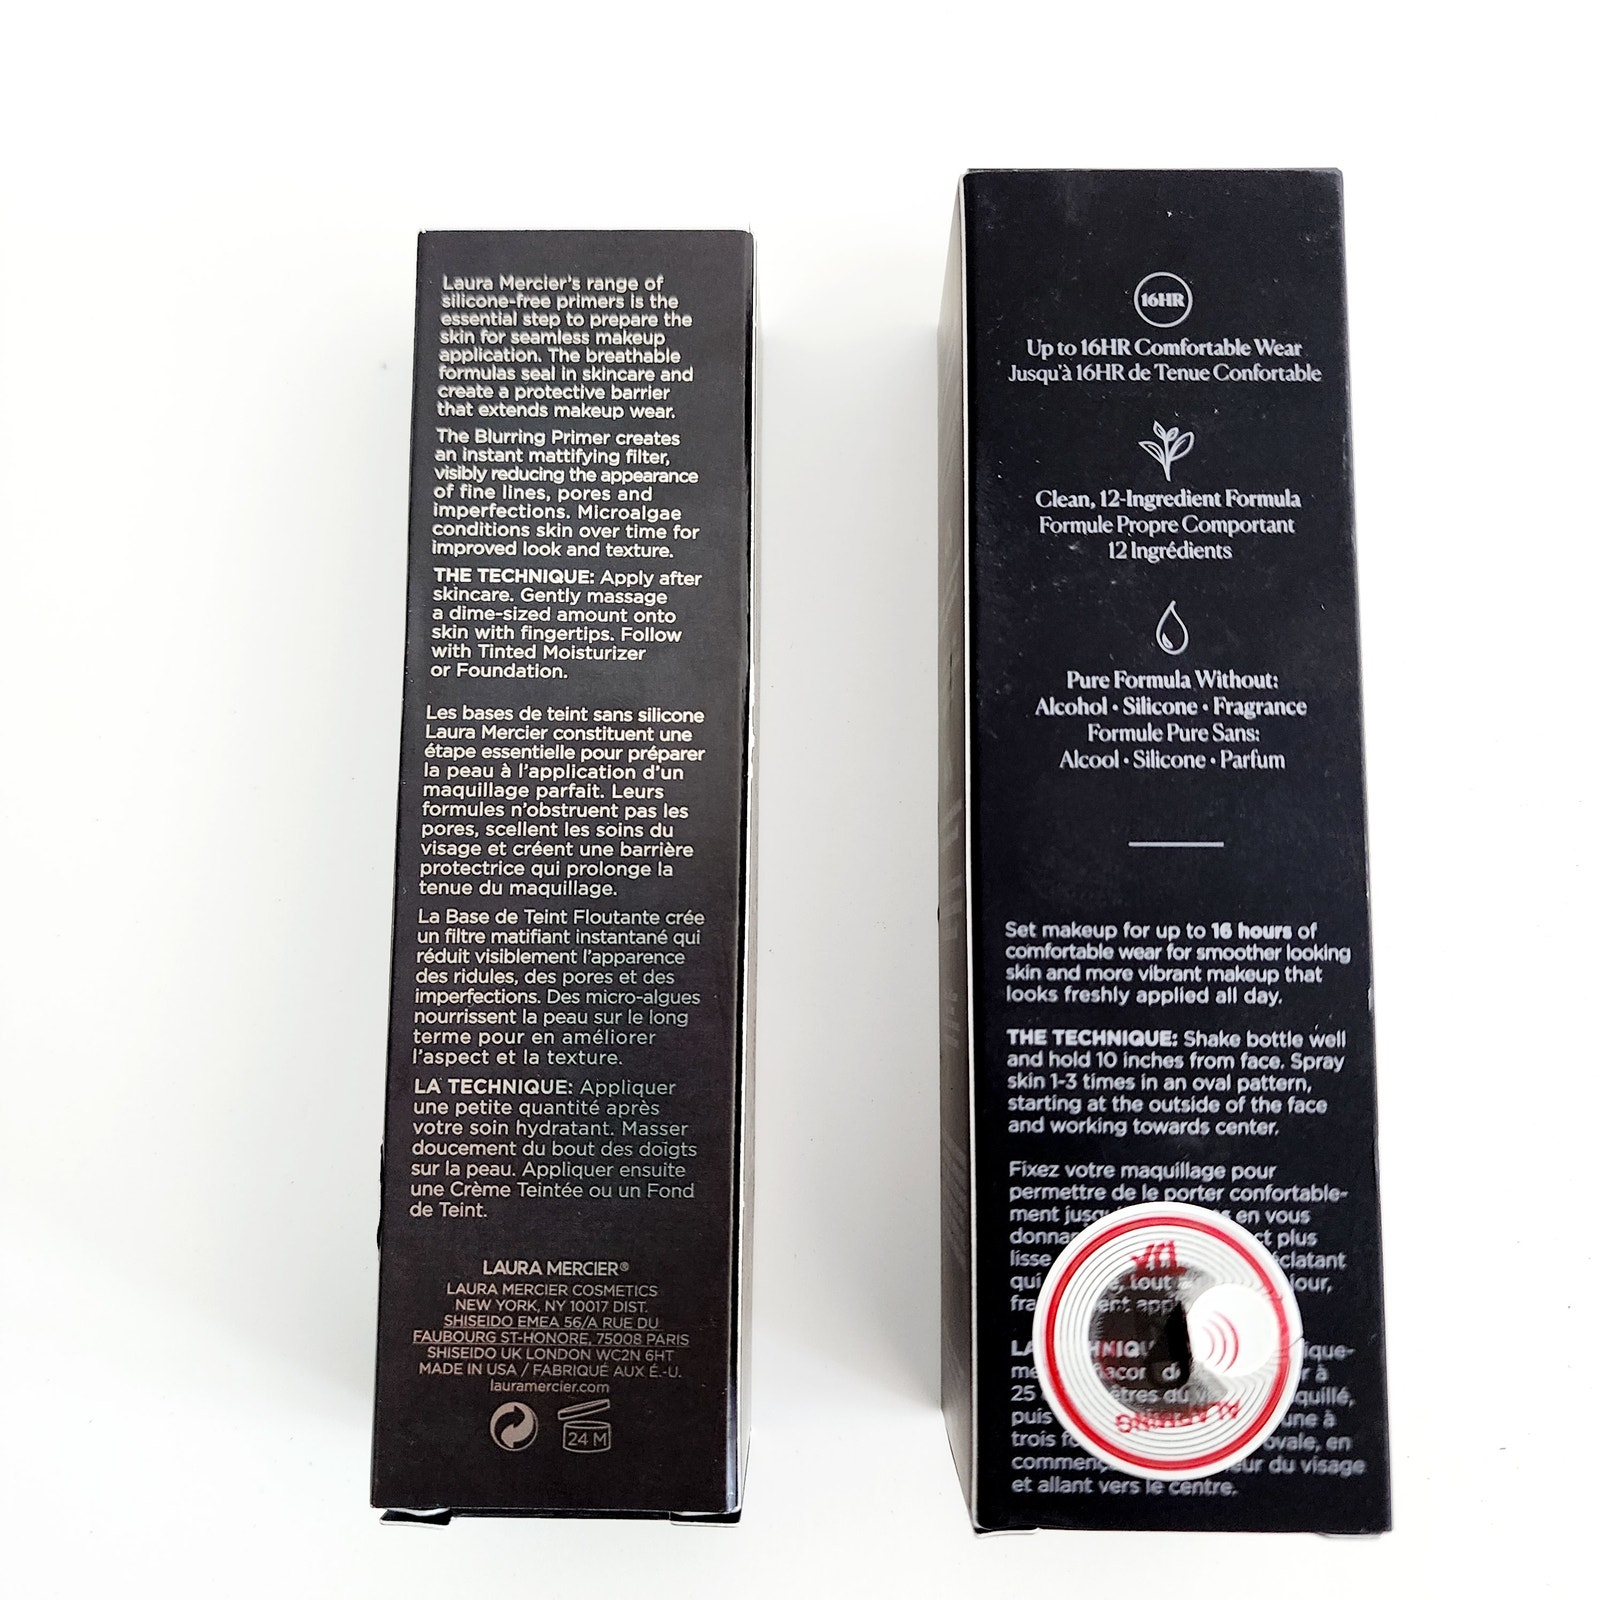 Laura Mercier's range of
silicone-free primers is the
essential step to prepare the
skin for seamless makeup
application. The breathable
formulas seal in skincare and
create a protective barrier
that extends makeup wear.
The Blurring Primer creates
an instant mattifying filter,
visibly reducing the appearance
of fine lines, pores and
imperfections. Microalgae
conditions skin over time for
improved look and texture.
THE TECHNIQUE: Apply after
skincare. Gently massage
a dime-sized amount onto
skin with fingertips. Follow
with Tinted Moisturizer
or Foundation.
Les bases de teint sans silicone
Laura Mercier constituent une
étape essentielle pour préparer
la peau à l'application d'un
maquillage parfait. Leurs
formules n'obstruent pas les
pores, scellent les soins du
visage et créent une barrière
protectrice qui prolonge la
tenue du maquillage.
La Base de Teint Floutante crée
un filtre matifiant instantané qui
réduit visiblement l'apparence
des ridules, des pores et des
imperfections. Des micro-algues
nourrissent la peau sur le long
terme pour en améliorer
l'aspect et la texture.
LA TECHNIQUE: Appliquer
une petite quantité après
votre soin hydratant. Masser
doucement du bout des doigts
sur la peau. Appliquer ensuite
une Crème Teintée ou un Fond
de Teint.
LAURA MERCIER®
LAURA MERCIER COSMETICS
NEW YORK, NY 10017 DIST.
SHISEIDO EMEA 56/A RUE DU
FAUBOURG ST-HONORE, 75008 PARIS
SHISEIDO UK LONDON WC2N 6HT
MADE IN USA / FABRIQUÉ AUX É.-U.
lauramercier.com
24 M
16HR
Up to 16HR Comfortable Wear
Jusqu'à 16HR de Tenue Confortable
Clean, 12-Ingredient Formula
Formule Propre Comportant
12 Ingrédients
Pure Formula Without:
Alcohol • Silicone • Fragrance
Formule Pure Sans:
Alcool • Silicone • Parfum
Set makeup for up to 16 hours of
comfortable wear for smoother looking
skin and more vibrant makeup that
looks freshly applied all day.
THE TECHNIQUE: Shake bottle well
and hold 10 inches from face. Spray
skin 1-3 times in an oval pattern,
starting at the outside of the face
and working towards center.
Fixez votre maquillage pour
permettre de le porter confortable-
ment en vous
plus
lisse éclatant
qui tout jour,
LA
25
puis une à
trois ovale, en
du visage
et allant vers le centre.
ALARMING